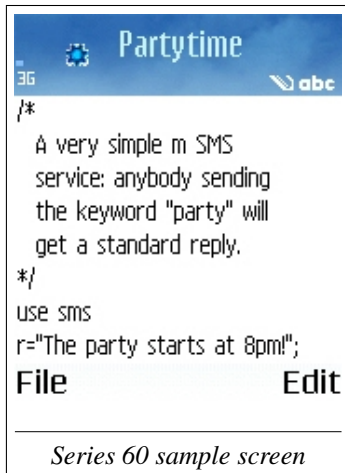 Partytime
3G abc
/*
A very simple m SMS
service: anybody sending
the keyword "party" will
get a standard reply.
*/
use sms
r="The party starts at 8pm!";
File Edit
Series 60 sample screen